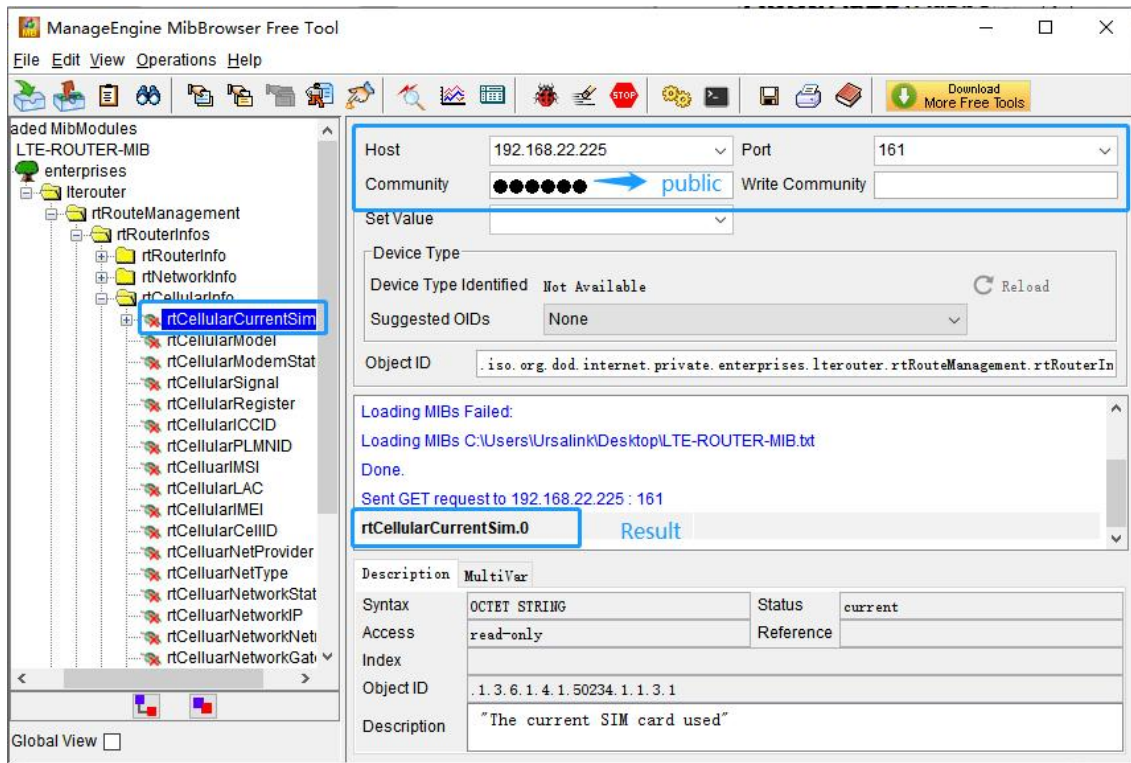 ManageEngine MibBrowser Free Tool
File Edit View Operations Help
STOP
Download
More Free Tools
aded MibModules
LTE-ROUTER-MIB
enterprises
lterouter
rtRouteManagement
rtRouterInfos
rtRouterInfo
rtNetworkInfo
rtCellularInfo
rtCellularCurrentSim
rtCellularModel
rtCellularModemStat
rtCellularSignal
rtCellularRegister
rtCellularICCID
rtCellularPLMNID
rtCelluarIMSI
rtCellularLAC
rtCellularIMEI
rtCellularCellID
rtCelluarNetProvider
rtCelluarNetType
rtCelluarNetworkStat
rtCelluarNetworkIP
rtCelluarNetworkNet
rtCelluarNetworkGat
Global View
Host 192.168.22.225 Port 161
Community ●●●●●● public Write Community
Set Value
Device Type
Device Type Identified Not Available Reload
Suggested OIDs None
Object ID .iso.org.dod.internet.private.enterprises.lterouter.rtRouteManagement.rtRouterIn
Loading MIBs Failed:
Loading MIBs C:\Users\Ursalink\Desktop\LTE-ROUTER-MIB.txt
Done.
Sent GET request to 192.168.22.225 : 161
rtCellularCurrentSim.0 Result
Description MultiVar
Syntax OCTET STRING Status current
Access read-only Reference
Index
Object ID .1.3.6.1.4.1.50234.1.1.3.1
Description "The current SIM card used"